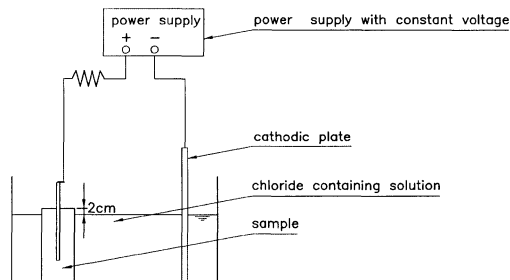 power supply
+ −
power supply with constant voltage
cathodic plate
chloride containing solution
2cm
sample